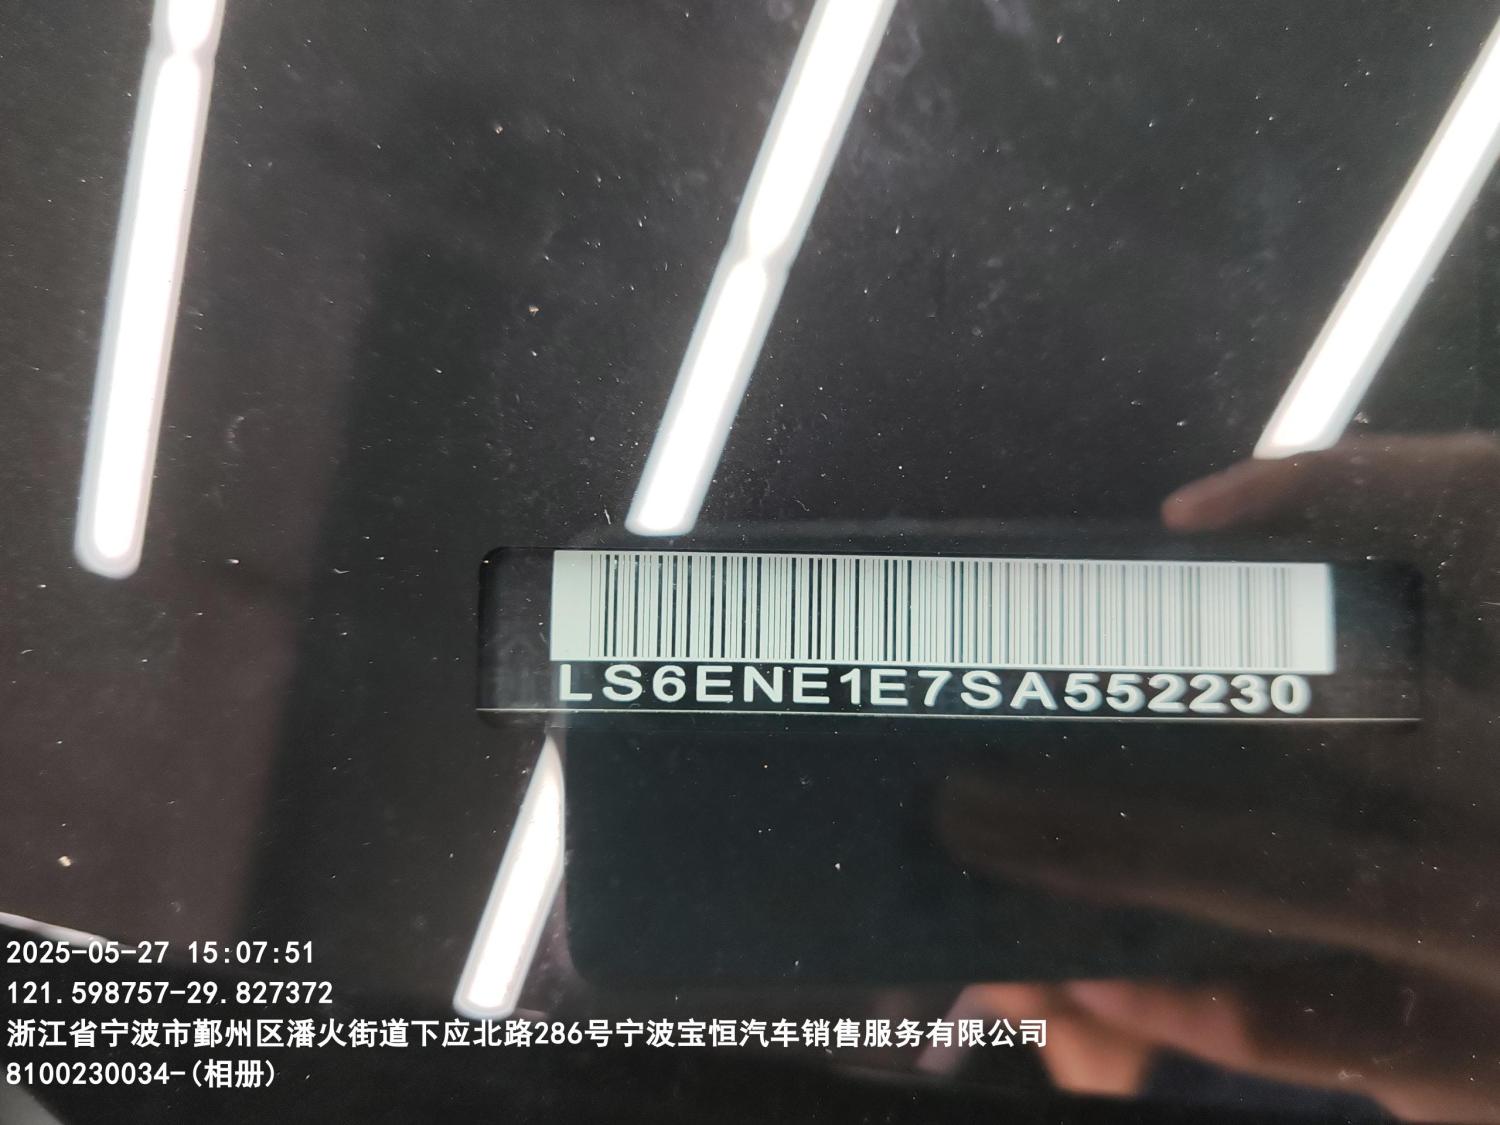 LS6ENE1E7SA552230
2025-05-27 15:07:51
121.598757-29.827372
浙江省宁波市鄞州区潘火街道下应北路286号宁波宝恒汽车销售服务有限公司
8100230034-(相册)